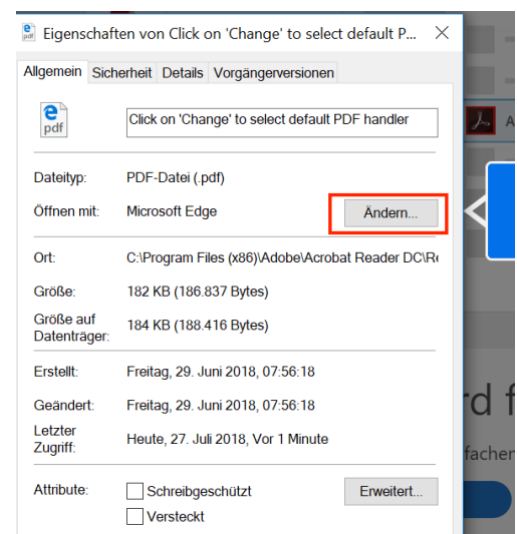 Eigenschaften von Click on 'Change' to select default P...
Allgemein Sicherheit Details Vorgängerversionen
pdf
Click on 'Change' to select default PDF handler
A
Dateityp: PDF-Datei (.pdf)
Öffnen mit: Microsoft Edge Ändern...
Ort: C:\Program Files (x86)\Adobe\Acrobat Reader DC\Re
Größe: 182 KB (186.837 Bytes)
Größe auf
Datenträger: 184 KB (188.416 Bytes)
Erstellt: Freitag, 29. Juni 2018, 07:56:18
Geändert: Freitag, 29. Juni 2018, 07:56:18
rd f
Letzter
Zugriff: Heute, 27. Juli 2018, Vor 1 Minute
fachen
Attribute: Schreibgeschützt Erweitert...
Versteckt